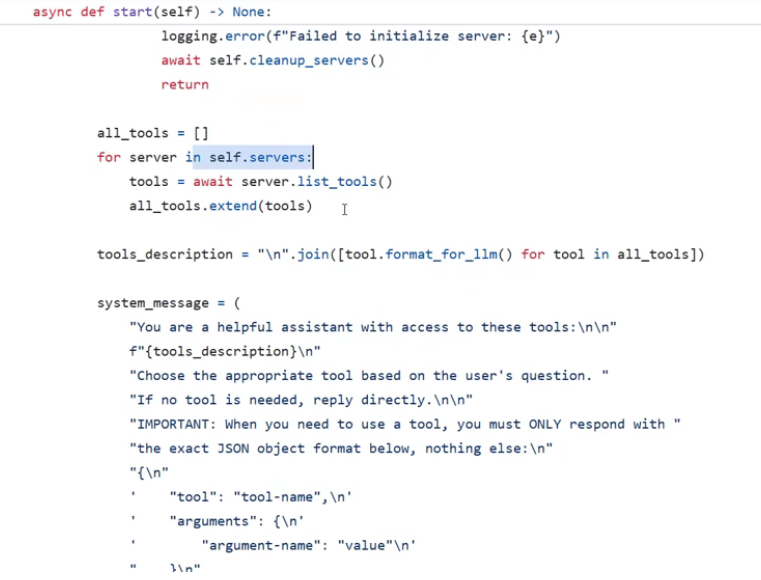 async def start(self) -> None:
logging.error(f"Failed to initialize server: {e}")
await self.cleanup_servers()
return
all_tools = []
for server in self.servers:
tools = await server.list_tools()
all_tools.extend(tools)
tools_description = "\n".join([tool.format_for_llm() for tool in all_tools])
system_message = (
"You are a helpful assistant with access to these tools:\n\n"
f"{tools_description}\n"
"Choose the appropriate tool based on the user's question. "
"If no tool is needed, reply directly.\n\n"
"IMPORTANT: When you need to use a tool, you must ONLY respond with "
"the exact JSON object format below, nothing else:\n"
"{\n"
'    "tool": "tool-name",\n'
'    "arguments": {\n'
'        "argument-name": "value"\n'
"    }\n"